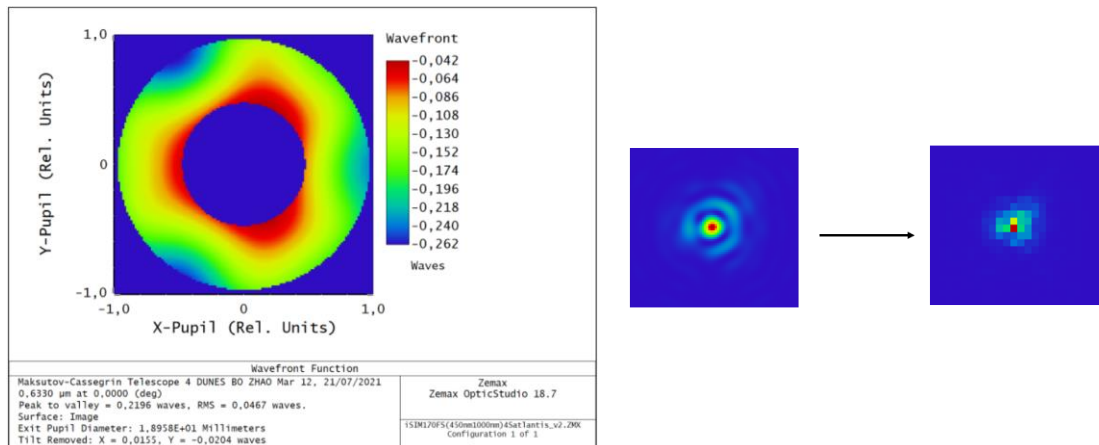 1,0
0
-1,0
Y-Pupil (Rel. Units)
-1,0 0 1,0
X-Pupil (Rel. Units)
Wavefront
-0,042
-0,064
-0,086
-0,108
-0,130
-0,152
-0,174
-0,196
-0,218
-0,240
-0,262
Waves
Wavefront Function
Maksutov-Cassegrin Telescope 4 DUNES BO ZHAO Mar 12, 21/07/2021
0,6330 µm at 0,0000 (deg)
Peak to valley = 0,2196 waves, RMS = 0,0467 waves.
Surface: Image
Exit Pupil Diameter: 1,8958E+01 Millimeters
Tilt Removed: X = 0,0155, Y = -0,0204 waves
Zemax
Zemax OpticStudio 18.7
iSIM170FS(450nm1000nm)4Satlantis_v2.ZMX
Configuration 1 of 1